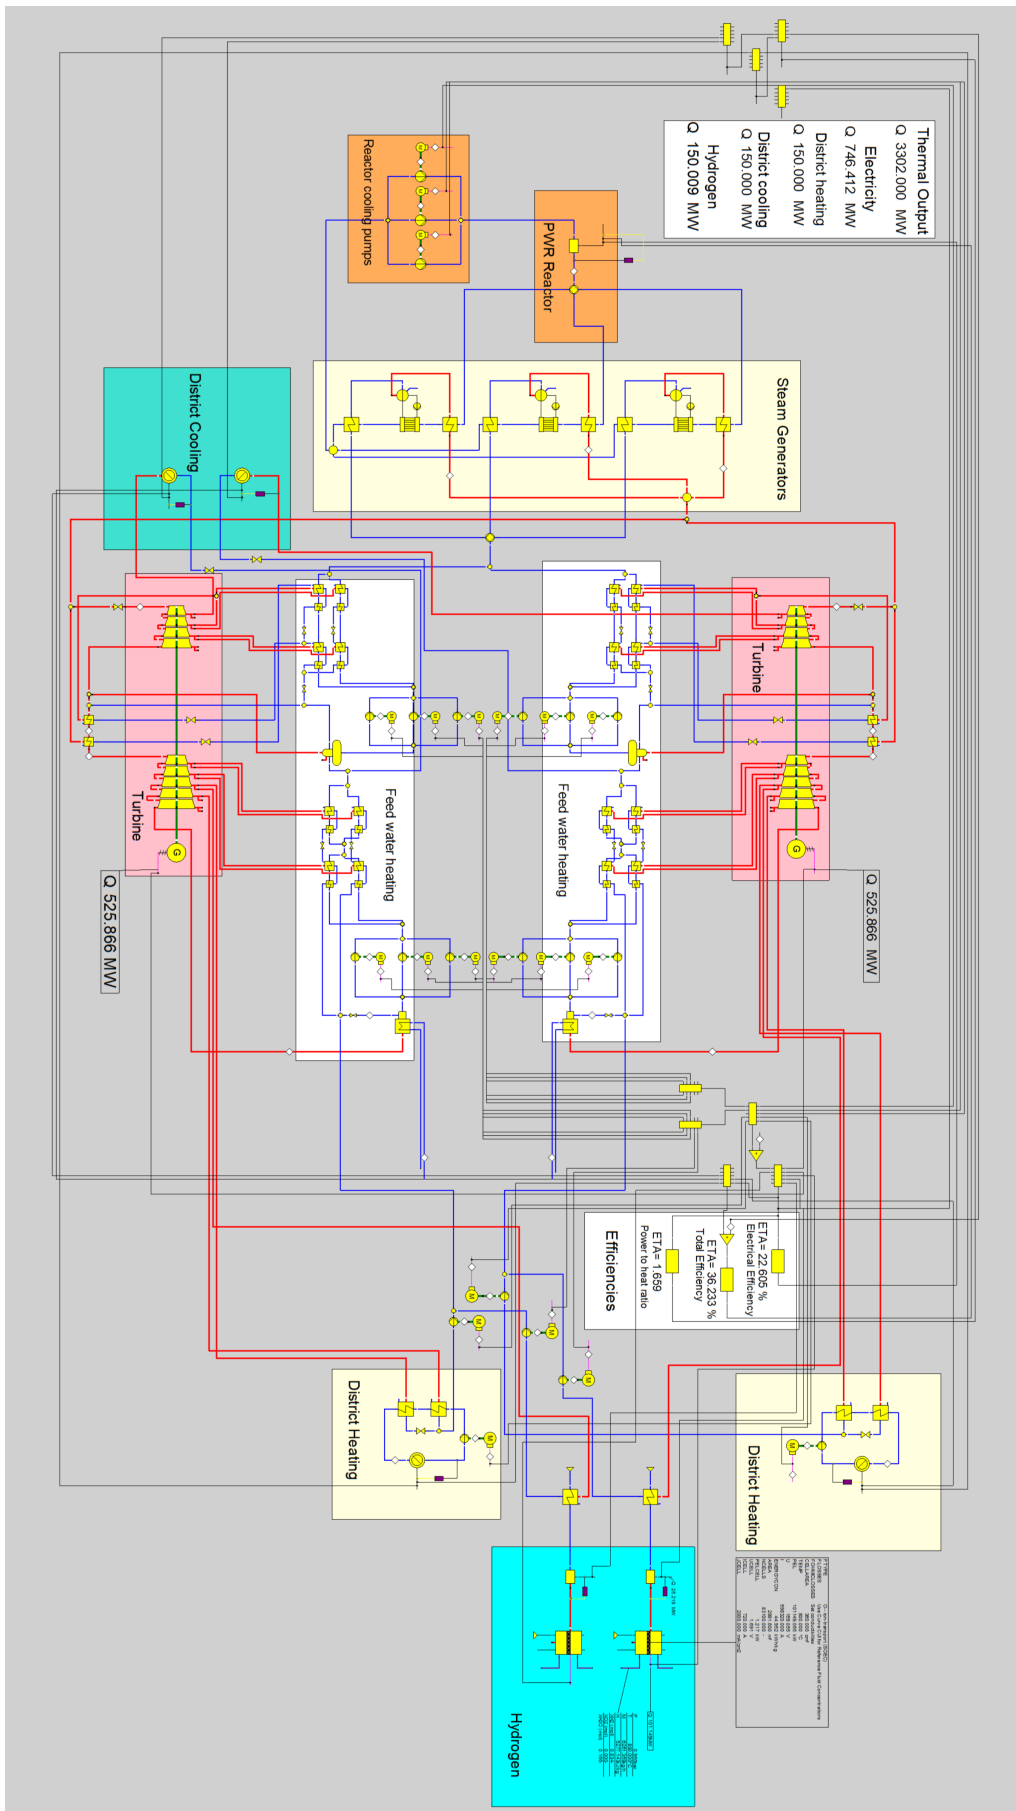 Thermal Output
Q 3302.000 MW
Electricity
Q 746.412 MW
District heating
Q 150.000 MW
District cooling
Q 150.000 MW
Hydrogen
Q 150.009 MW
Reactor cooling pumps
PWR Reactor
Steam Generators
District Cooling
Turbine
Turbine
Feed water heating
Feed water heating
G
G
Q 525.866 MW
Q 525.866 MW
ETA= 22.605 %
Electrical Efficiency
ETA= 36.233 %
Total Efficiency
ETA= 1.659
Power to heat ratio
Efficiencies
District Heating
District Heating
Hydrogen